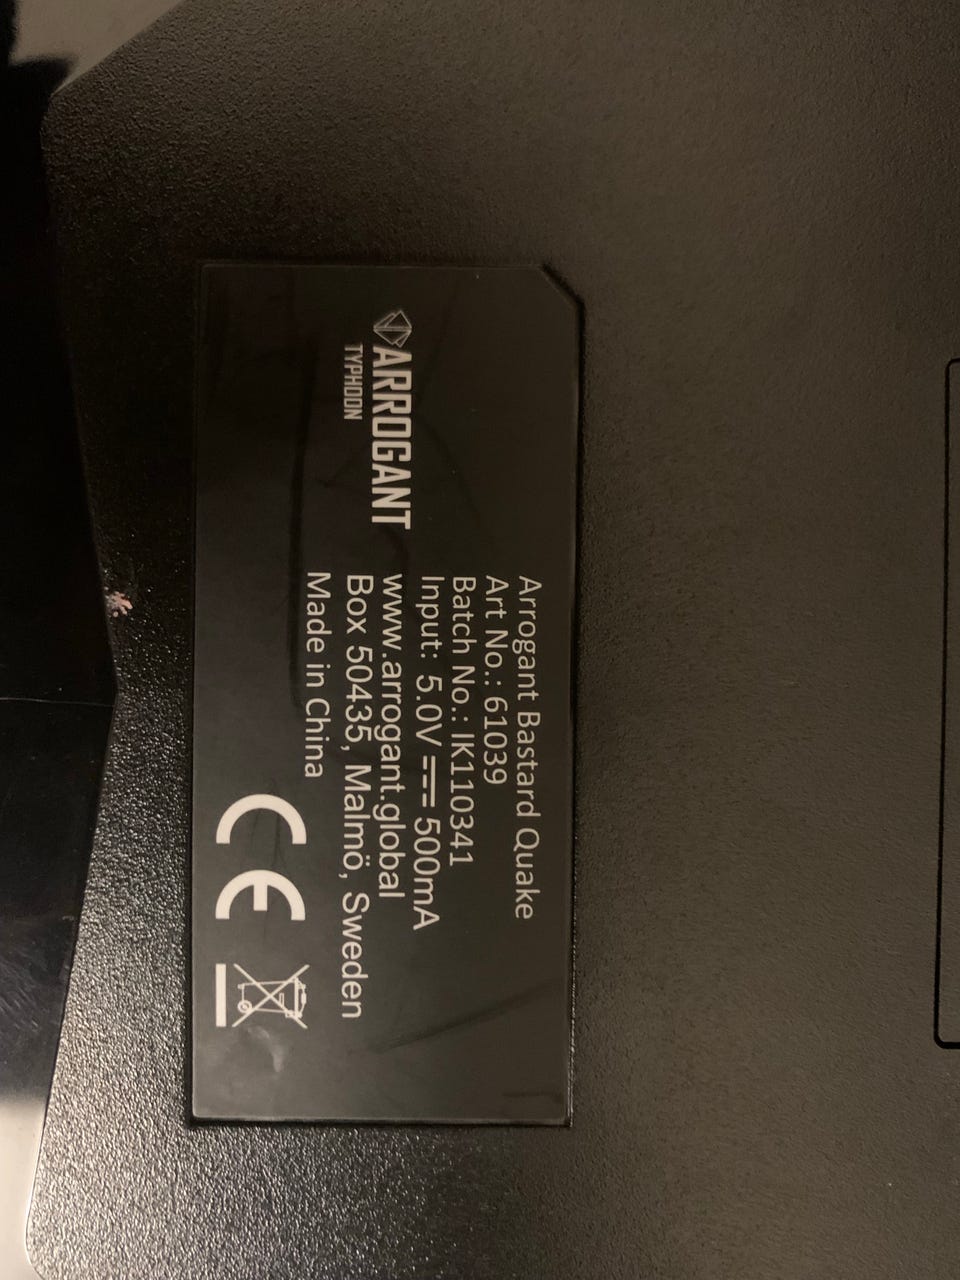 ARROGANT
TYPHOON
Arrogant Bastard Quake
Art No.: 61039
Batch No.: IK110341
Input: 5.0V ⎓ 500mA
www.arrogant.global
Box 50435, Malmö, Sweden
Made in China
CE